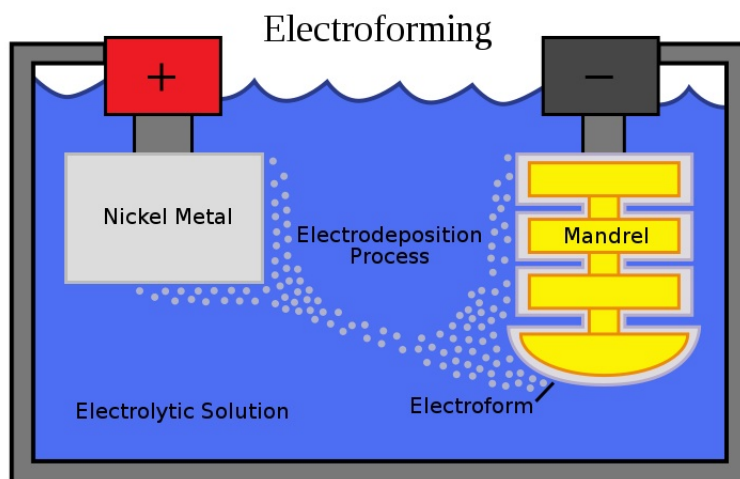 Electroforming
+
−
Nickel Metal
Electrodeposition
Process
Mandrel
Electrolytic Solution
Electroform